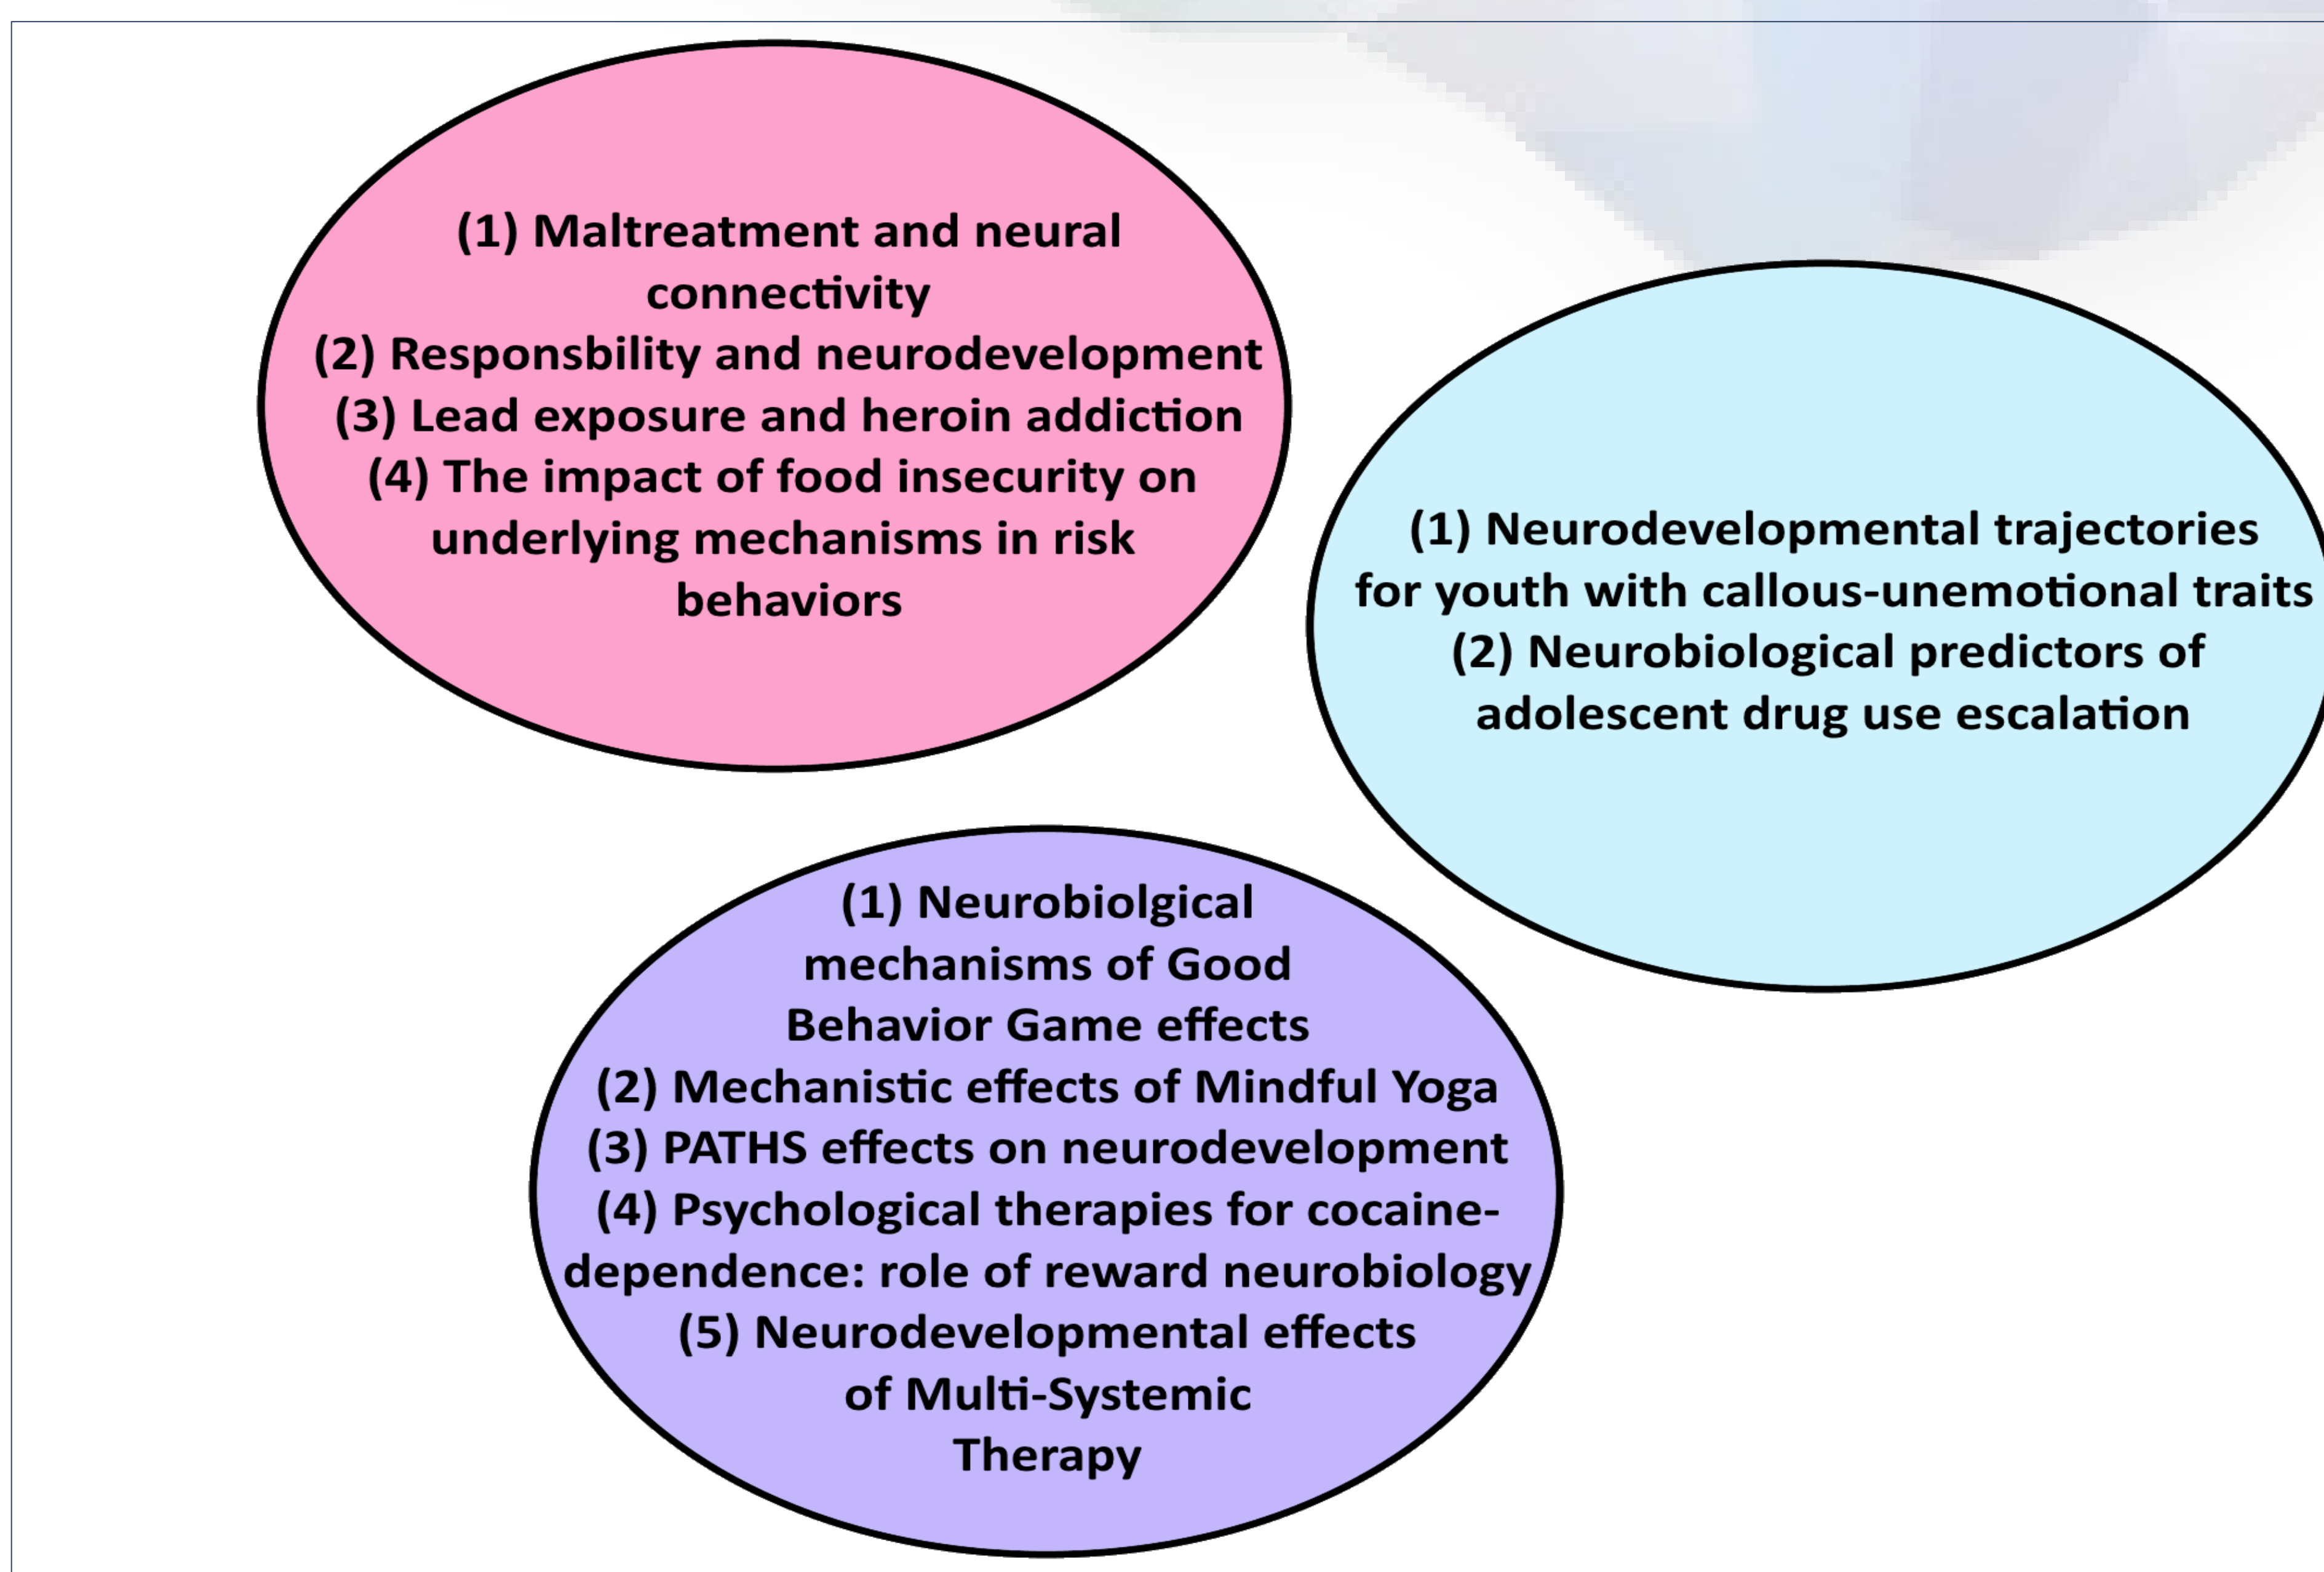 (1) Maltreatment and neural
connectivity
(2) Responsbility and neurodevelopment
(3) Lead exposure and heroin addiction
(4) The impact of food insecurity on
underlying mechanisms in risk
behaviors
(1) Neurodevelopmental trajectories
for youth with callous-unemotional traits
(2) Neurobiological predictors of
adolescent drug use escalation
(1) Neurobiolgical
mechanisms of Good
Behavior Game effects
(2) Mechanistic effects of Mindful Yoga
(3) PATHS effects on neurodevelopment
(4) Psychological therapies for cocaine-
dependence: role of reward neurobiology
(5) Neurodevelopmental effects
of Multi-Systemic
Therapy